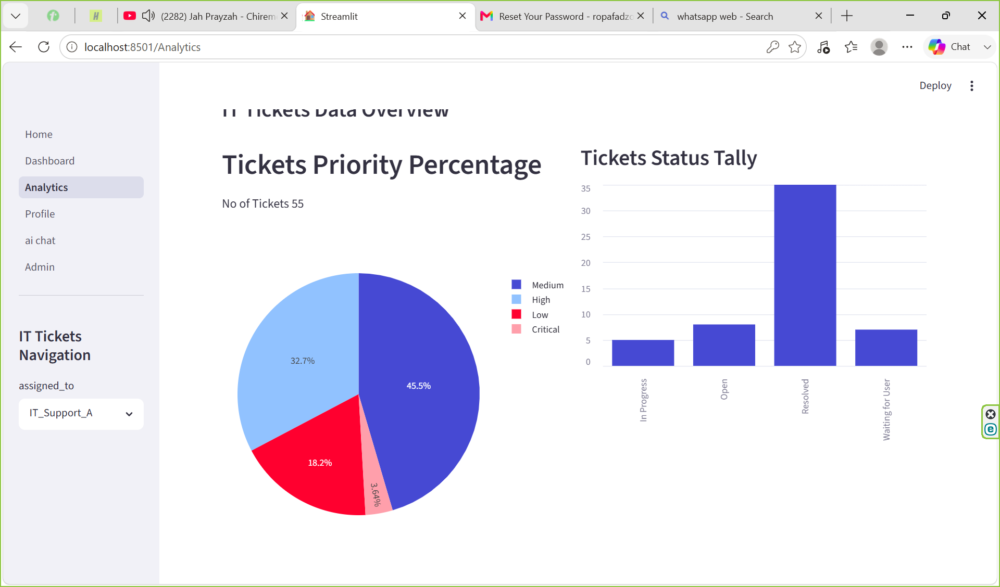 (2282) Jah Prayzah - Chirem
Streamlit
Reset Your Password - ropafadzo
whatsapp web - Search
localhost:8501/Analytics
Chat
Deploy
Home
Dashboard
Analytics
Profile
ai chat
Admin
IT Tickets
Navigation
assigned_to
IT_Support_A
IT Tickets Data Overview
Tickets Priority Percentage
No of Tickets 55
Medium
High
Low
Critical
45.5%
32.7%
18.2%
3.64%
Tickets Status Tally
35
30
25
20
15
10
5
0
In Progress
Open
Resolved
Waiting for User